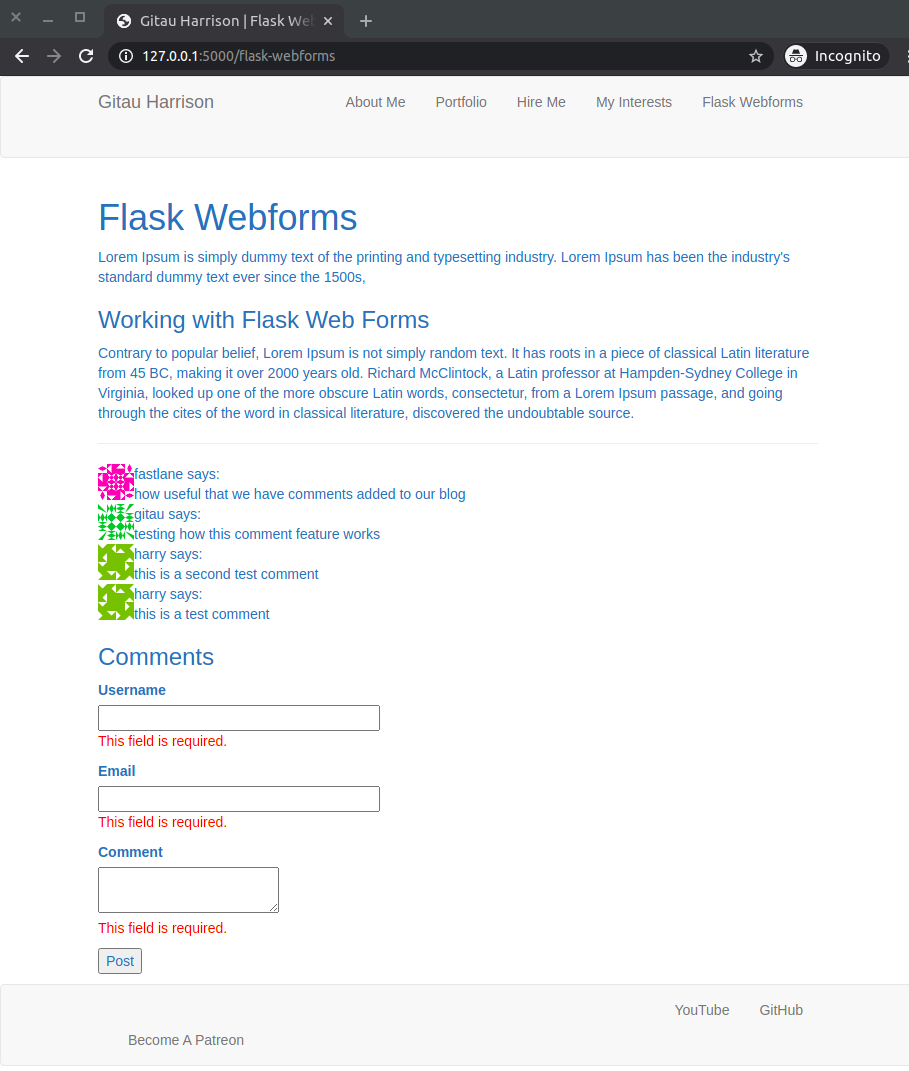 Gitau Harrison | Flask Web
127.0.0.1:5000/flask-webforms
Incognito
Gitau Harrison
About Me
Portfolio
Hire Me
My Interests
Flask Webforms
Flask Webforms
Lorem Ipsum is simply dummy text of the printing and typesetting industry. Lorem Ipsum has been the industry's
standard dummy text ever since the 1500s,
Working with Flask Web Forms
Contrary to popular belief, Lorem Ipsum is not simply random text. It has roots in a piece of classical Latin literature
from 45 BC, making it over 2000 years old. Richard McClintock, a Latin professor at Hampden-Sydney College in
Virginia, looked up one of the more obscure Latin words, consectetur, from a Lorem Ipsum passage, and going
through the cites of the word in classical literature, discovered the undoubtable source.
fastlane says:
how useful that we have comments added to our blog
gitau says:
testing how this comment feature works
harry says:
this is a second test comment
harry says:
this is a test comment
Comments
Username
This field is required.
Email
This field is required.
Comment
This field is required.
Post
YouTube
GitHub
Become A Patreon